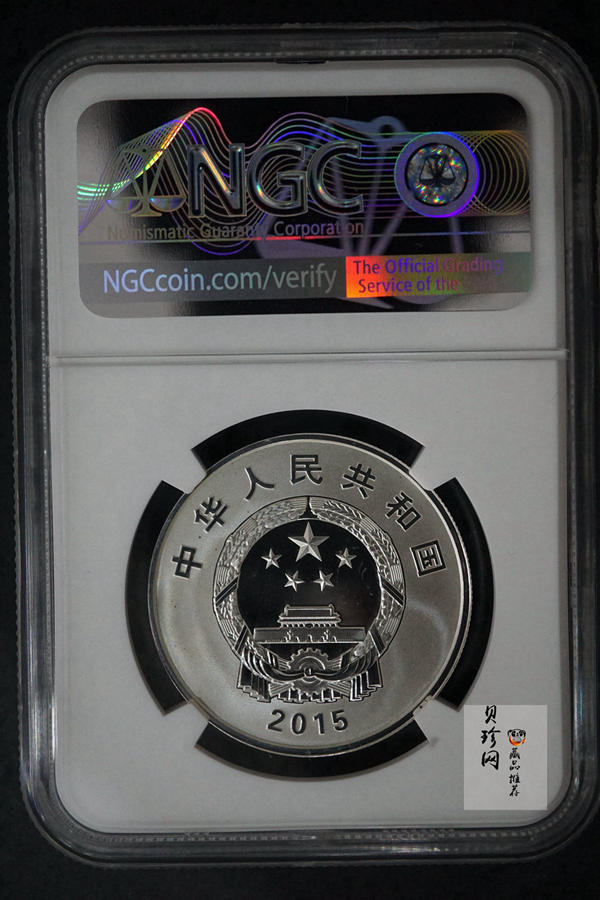 NGC
Numismatic Guaranty Corporation
NGCcoin.com/verify
The Official Grading
Service of the
中华人民共和国
2015
贝珍网
藏品推荐